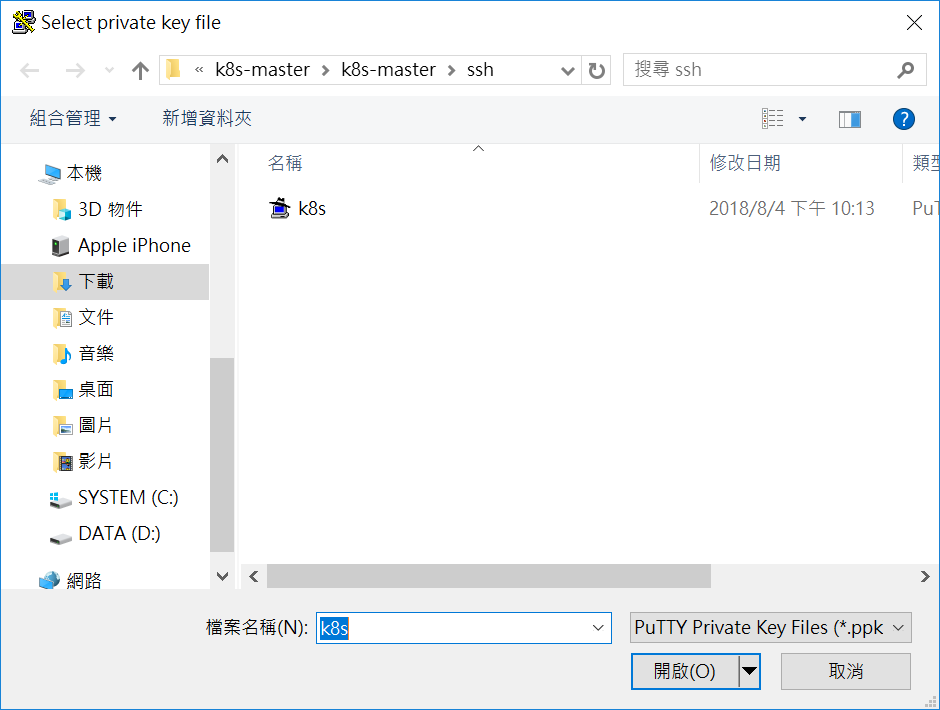 Select private key file
« k8s-master › k8s-master › ssh
搜尋 ssh
組合管理
新增資料夾
本機
3D 物件
Apple iPhone
下載
文件
音樂
桌面
圖片
影片
SYSTEM (C:)
DATA (D:)
網路
名稱
修改日期
類型
k8s
2018/8/4 下午 10:13
PuT
檔案名稱(N):
k8s
PuTTY Private Key Files (*.ppk
開啟(O)
取消